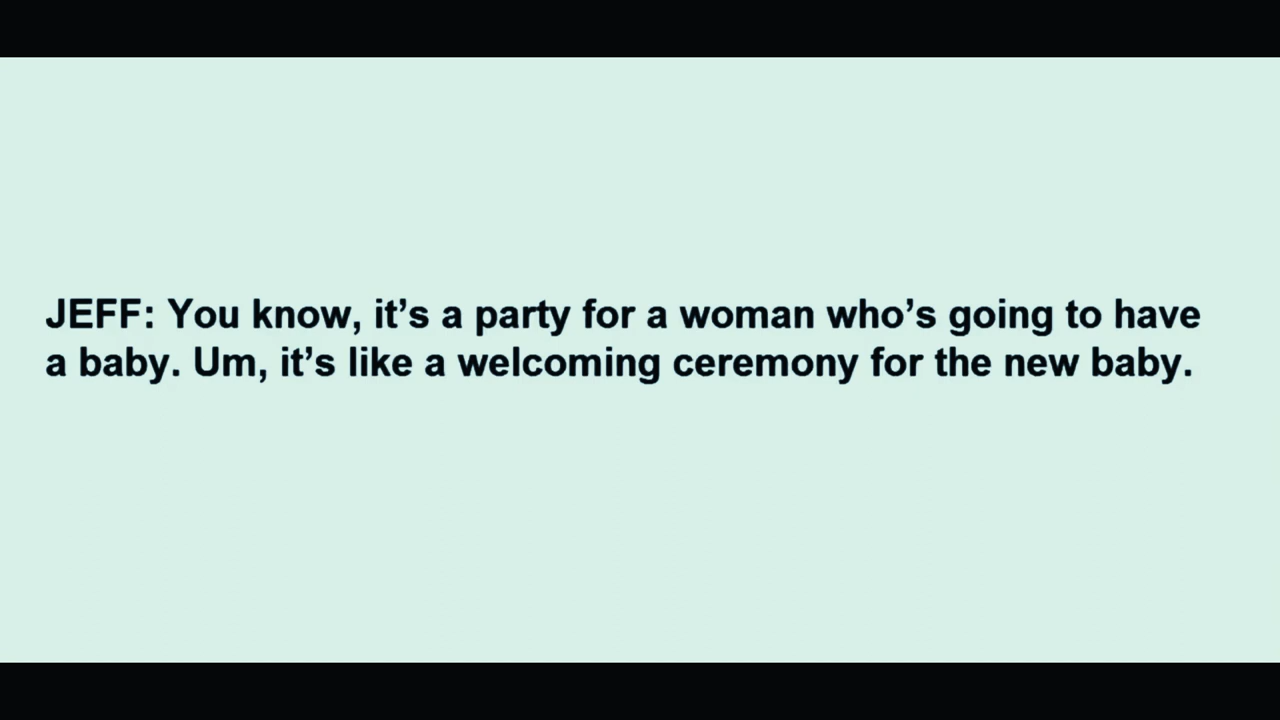 JEFF: You know, it’s a party for a woman who’s going to have
a baby. Um, it’s like a welcoming ceremony for the new baby.